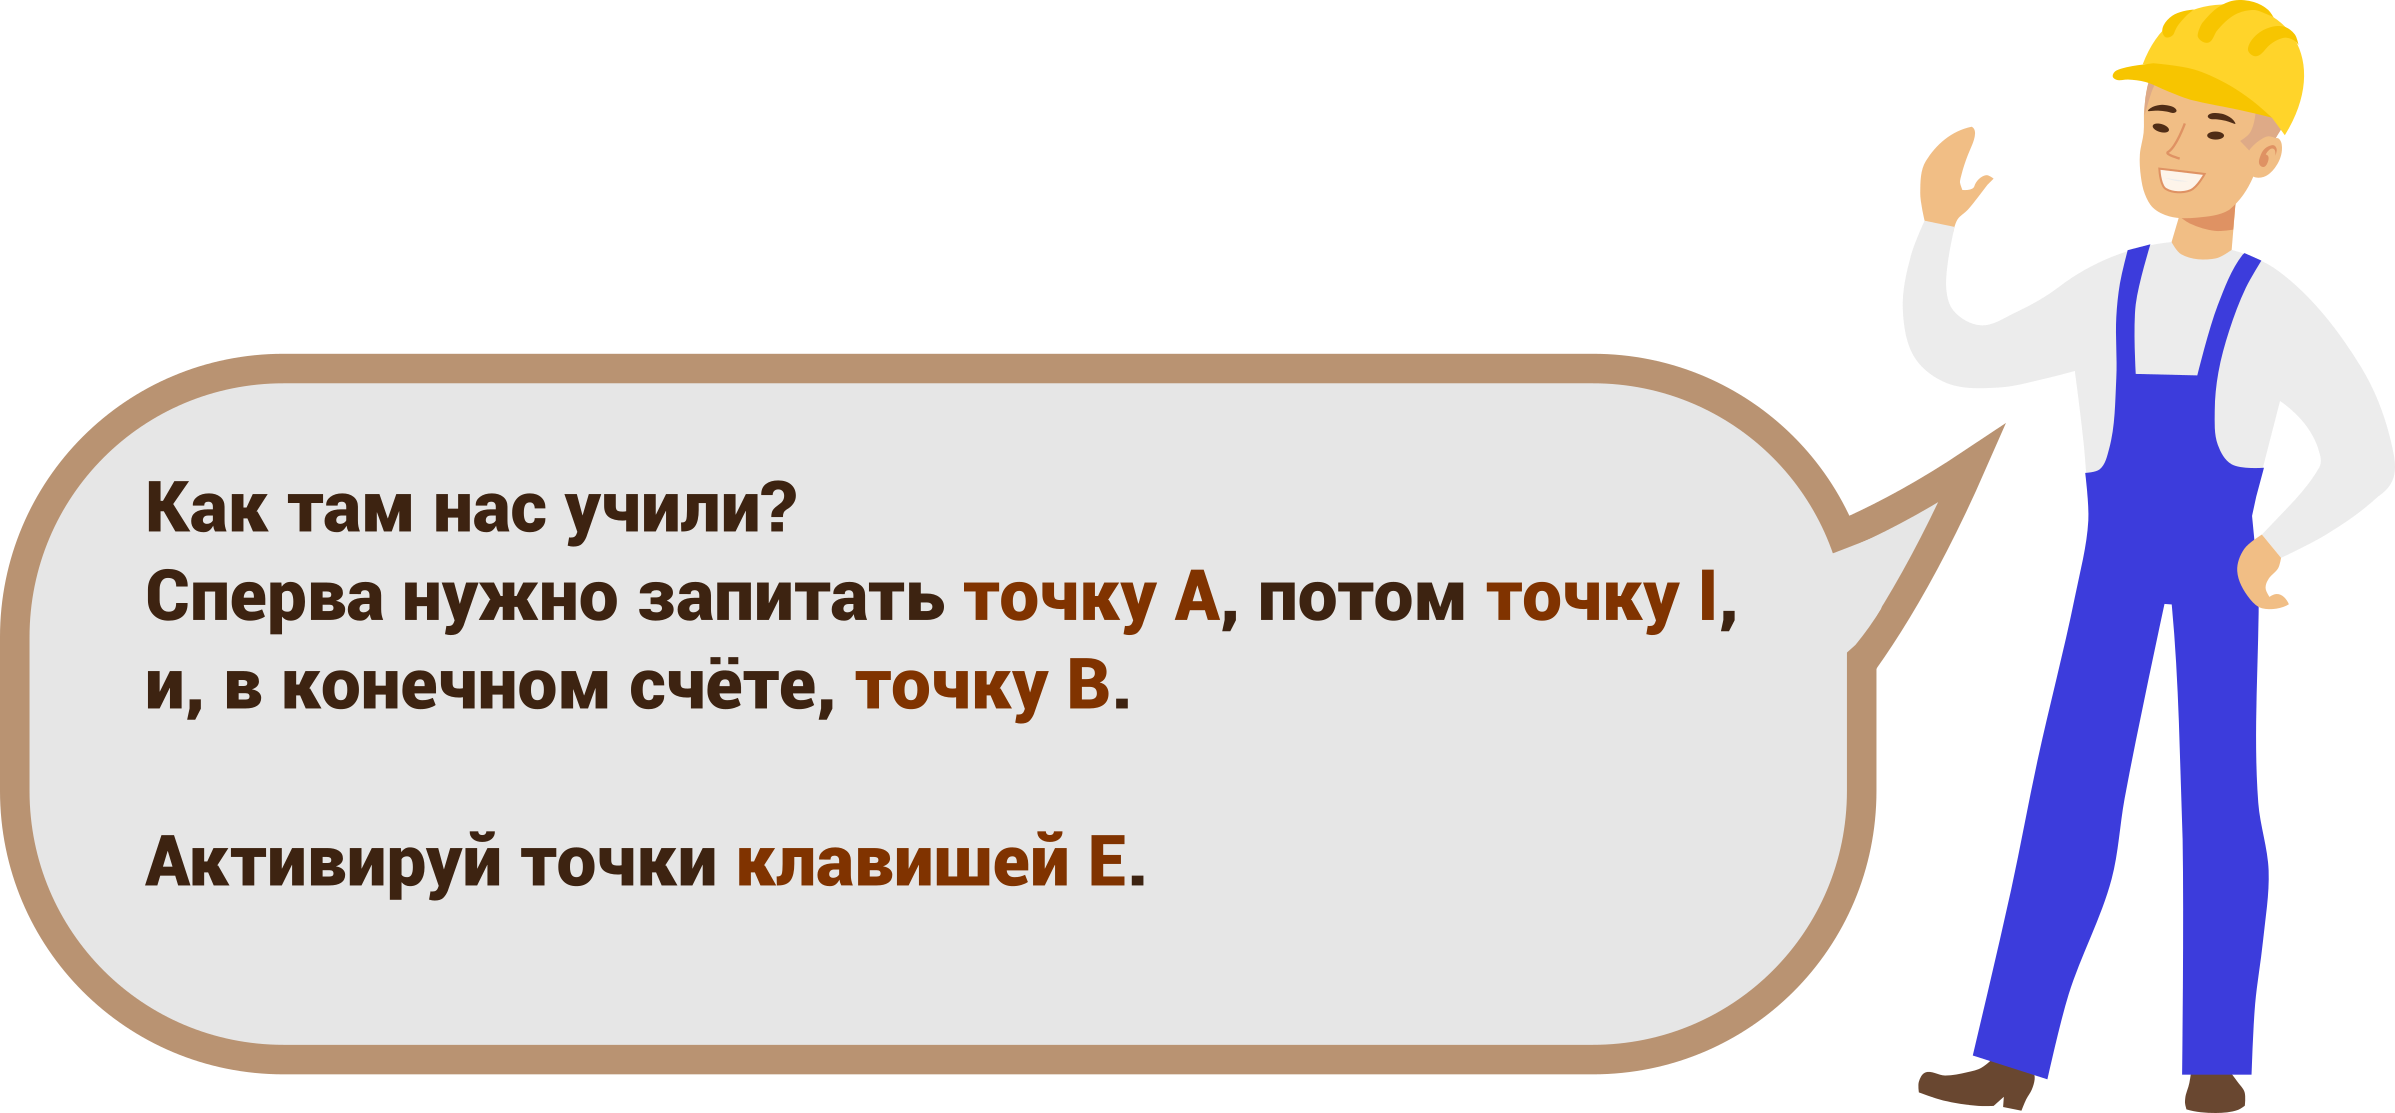 Как там нас учили?
Сперва нужно запитать точку A, потом точку I,
и, в конечном счёте, точку B.
Активируй точки клавишей E.